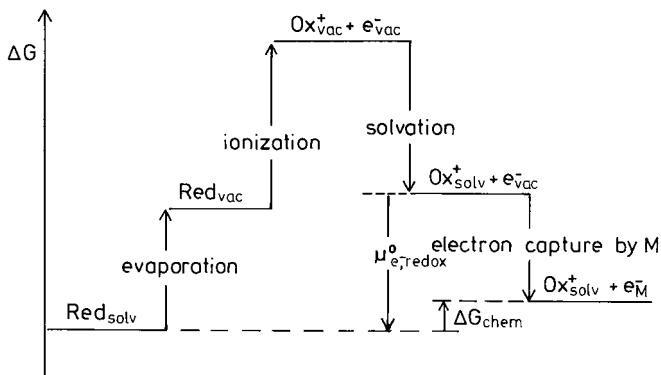 Ox⁺vac + e⁻vac
ΔG
solvation
ionization
Redvac
Ox⁺solv + e⁻vac
μ°e,redox
electron capture by M
evaporation
Ox⁺solv + e⁻M
Redsolv
ΔGchem